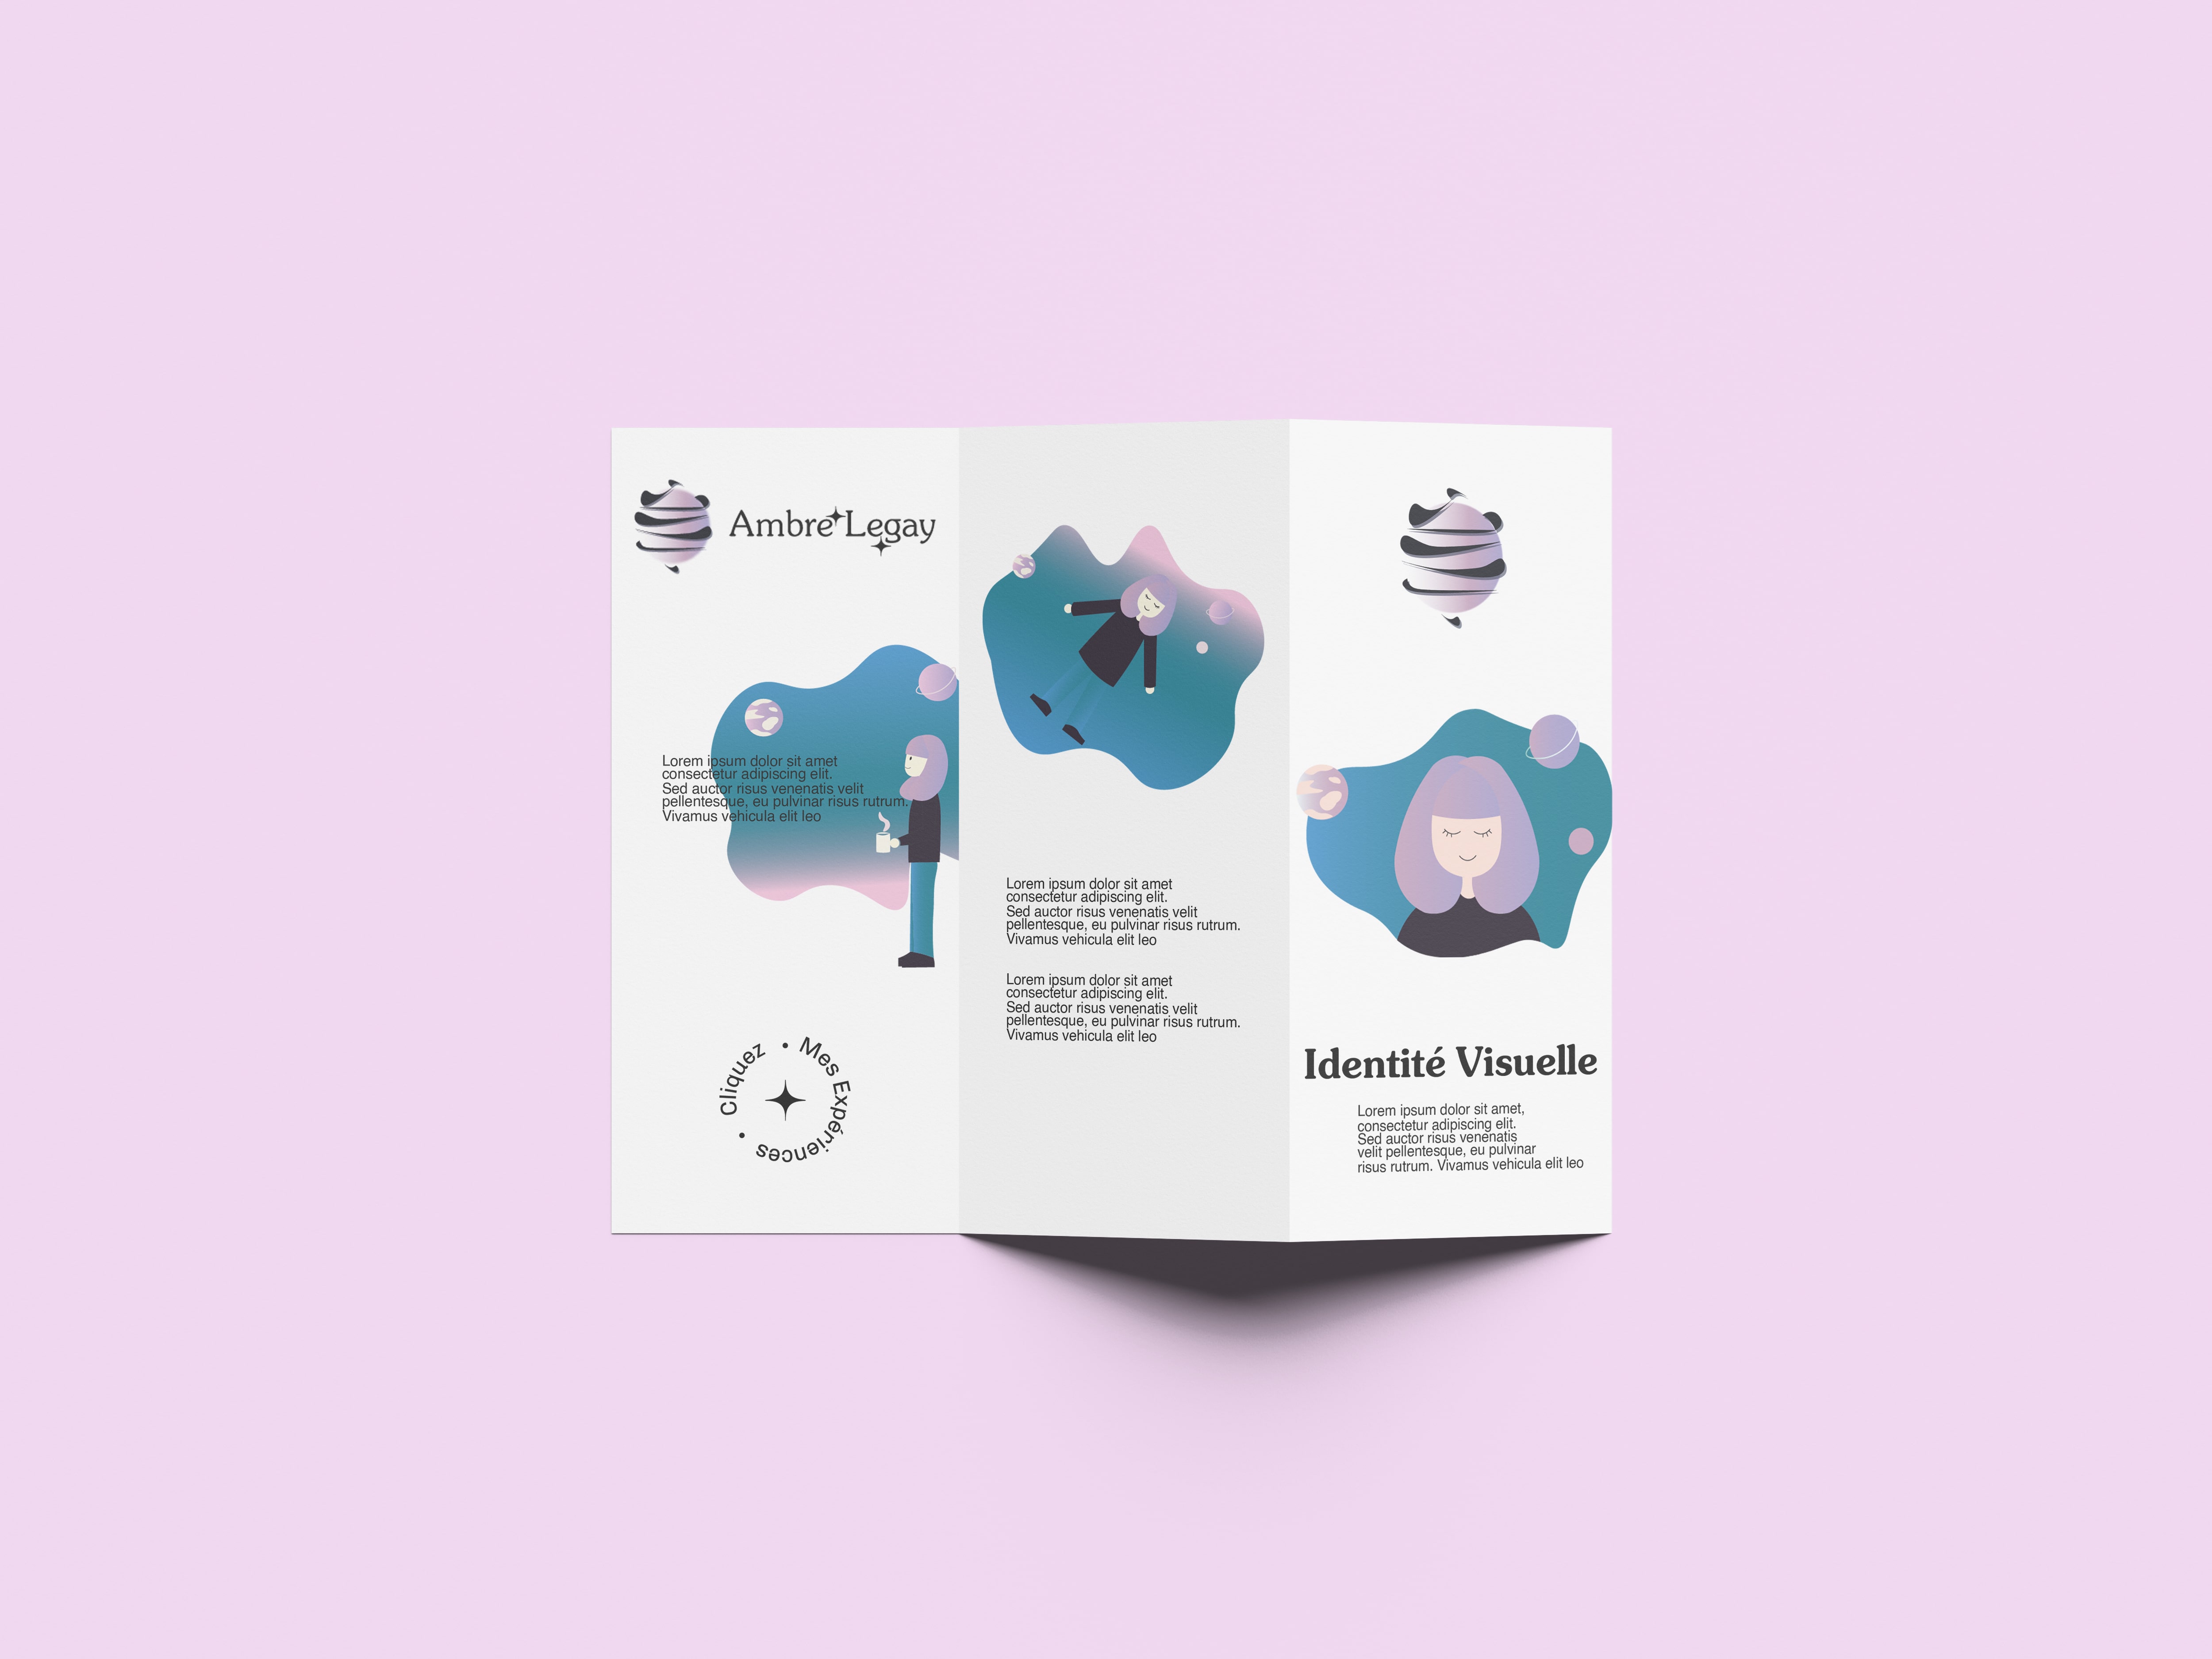 Ambre Legay
Lorem ipsum dolor sit amet
consectetur adipiscing elit.
Sed auctor risus venenatis velit
pellentesque, eu pulvinar risus rutrum.
Vivamus vehicula elit leo
Cliquez • Mes Expériences •
Lorem ipsum dolor sit amet
consectetur adipiscing elit.
Sed auctor risus venenatis velit
pellentesque, eu pulvinar risus rutrum.
Vivamus vehicula elit leo
Lorem ipsum dolor sit amet
consectetur adipiscing elit.
Sed auctor risus venenatis velit
pellentesque, eu pulvinar risus rutrum.
Vivamus vehicula elit leo
Identité Visuelle
Lorem ipsum dolor sit amet,
consectetur adipiscing elit.
Sed auctor risus venenatis
velit pellentesque, eu pulvinar
risus rutrum. Vivamus vehicula elit leo